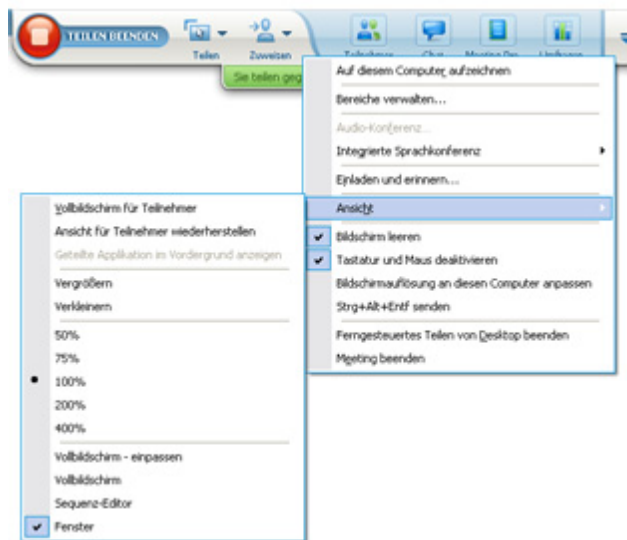 TEILEN BEENDEN
Teilen
Zuweisen
Teilnehmer
Chat
Sie teilen geg
Auf diesem Computer aufzeichnen
Bereiche verwalten...
Audio-Konferenz...
Integrierte Sprachkonferenz
Einladen und erinnern...
Ansicht
Bildschirm leeren
Tastatur und Maus deaktivieren
Bildschirmauflösung an diesen Computer anpassen
Strg+Alt+Entf senden
Ferngesteuertes Teilen von Desktop beenden
Meeting beenden
Vollbildschirm für Teilnehmer
Ansicht für Teilnehmer wiederherstellen
Geteilte Applikation im Vordergrund anzeigen
Vergrößern
Verkleinern
50%
75%
100%
200%
400%
Vollbildschirm - einpassen
Vollbildschirm
Sequenz-Editor
Fenster